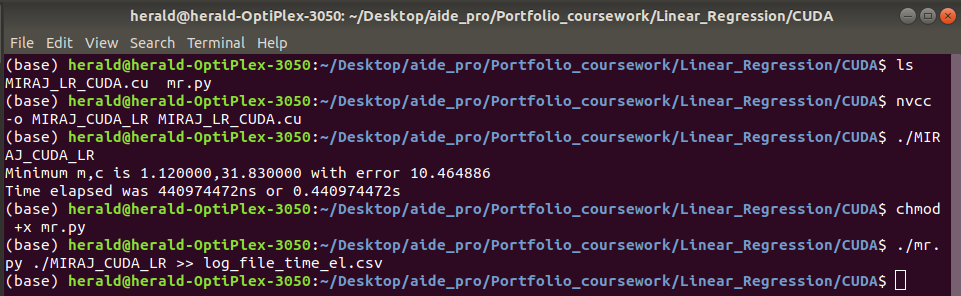 herald@herald-OptiPlex-3050: ~/Desktop/aide_pro/Portfolio_coursework/Linear_Regression/CUDA
File Edit View Search Terminal Help
(base) herald@herald-OptiPlex-3050:~/Desktop/aide_pro/Portfolio_coursework/Linear_Regression/CUDA$ ls
MIRAJ_LR_CUDA.cu  mr.py
(base) herald@herald-OptiPlex-3050:~/Desktop/aide_pro/Portfolio_coursework/Linear_Regression/CUDA$ nvcc
-o MIRAJ_CUDA_LR MIRAJ_LR_CUDA.cu
(base) herald@herald-OptiPlex-3050:~/Desktop/aide_pro/Portfolio_coursework/Linear_Regression/CUDA$ ./MIR
AJ_CUDA_LR
Minimum m,c is 1.120000,31.830000 with error 10.464886
Time elapsed was 440974472ns or 0.440974472s
(base) herald@herald-OptiPlex-3050:~/Desktop/aide_pro/Portfolio_coursework/Linear_Regression/CUDA$ chmod
 +x mr.py
(base) herald@herald-OptiPlex-3050:~/Desktop/aide_pro/Portfolio_coursework/Linear_Regression/CUDA$ ./mr.
py ./MIRAJ_CUDA_LR >> log_file_time_el.csv
(base) herald@herald-OptiPlex-3050:~/Desktop/aide_pro/Portfolio_coursework/Linear_Regression/CUDA$